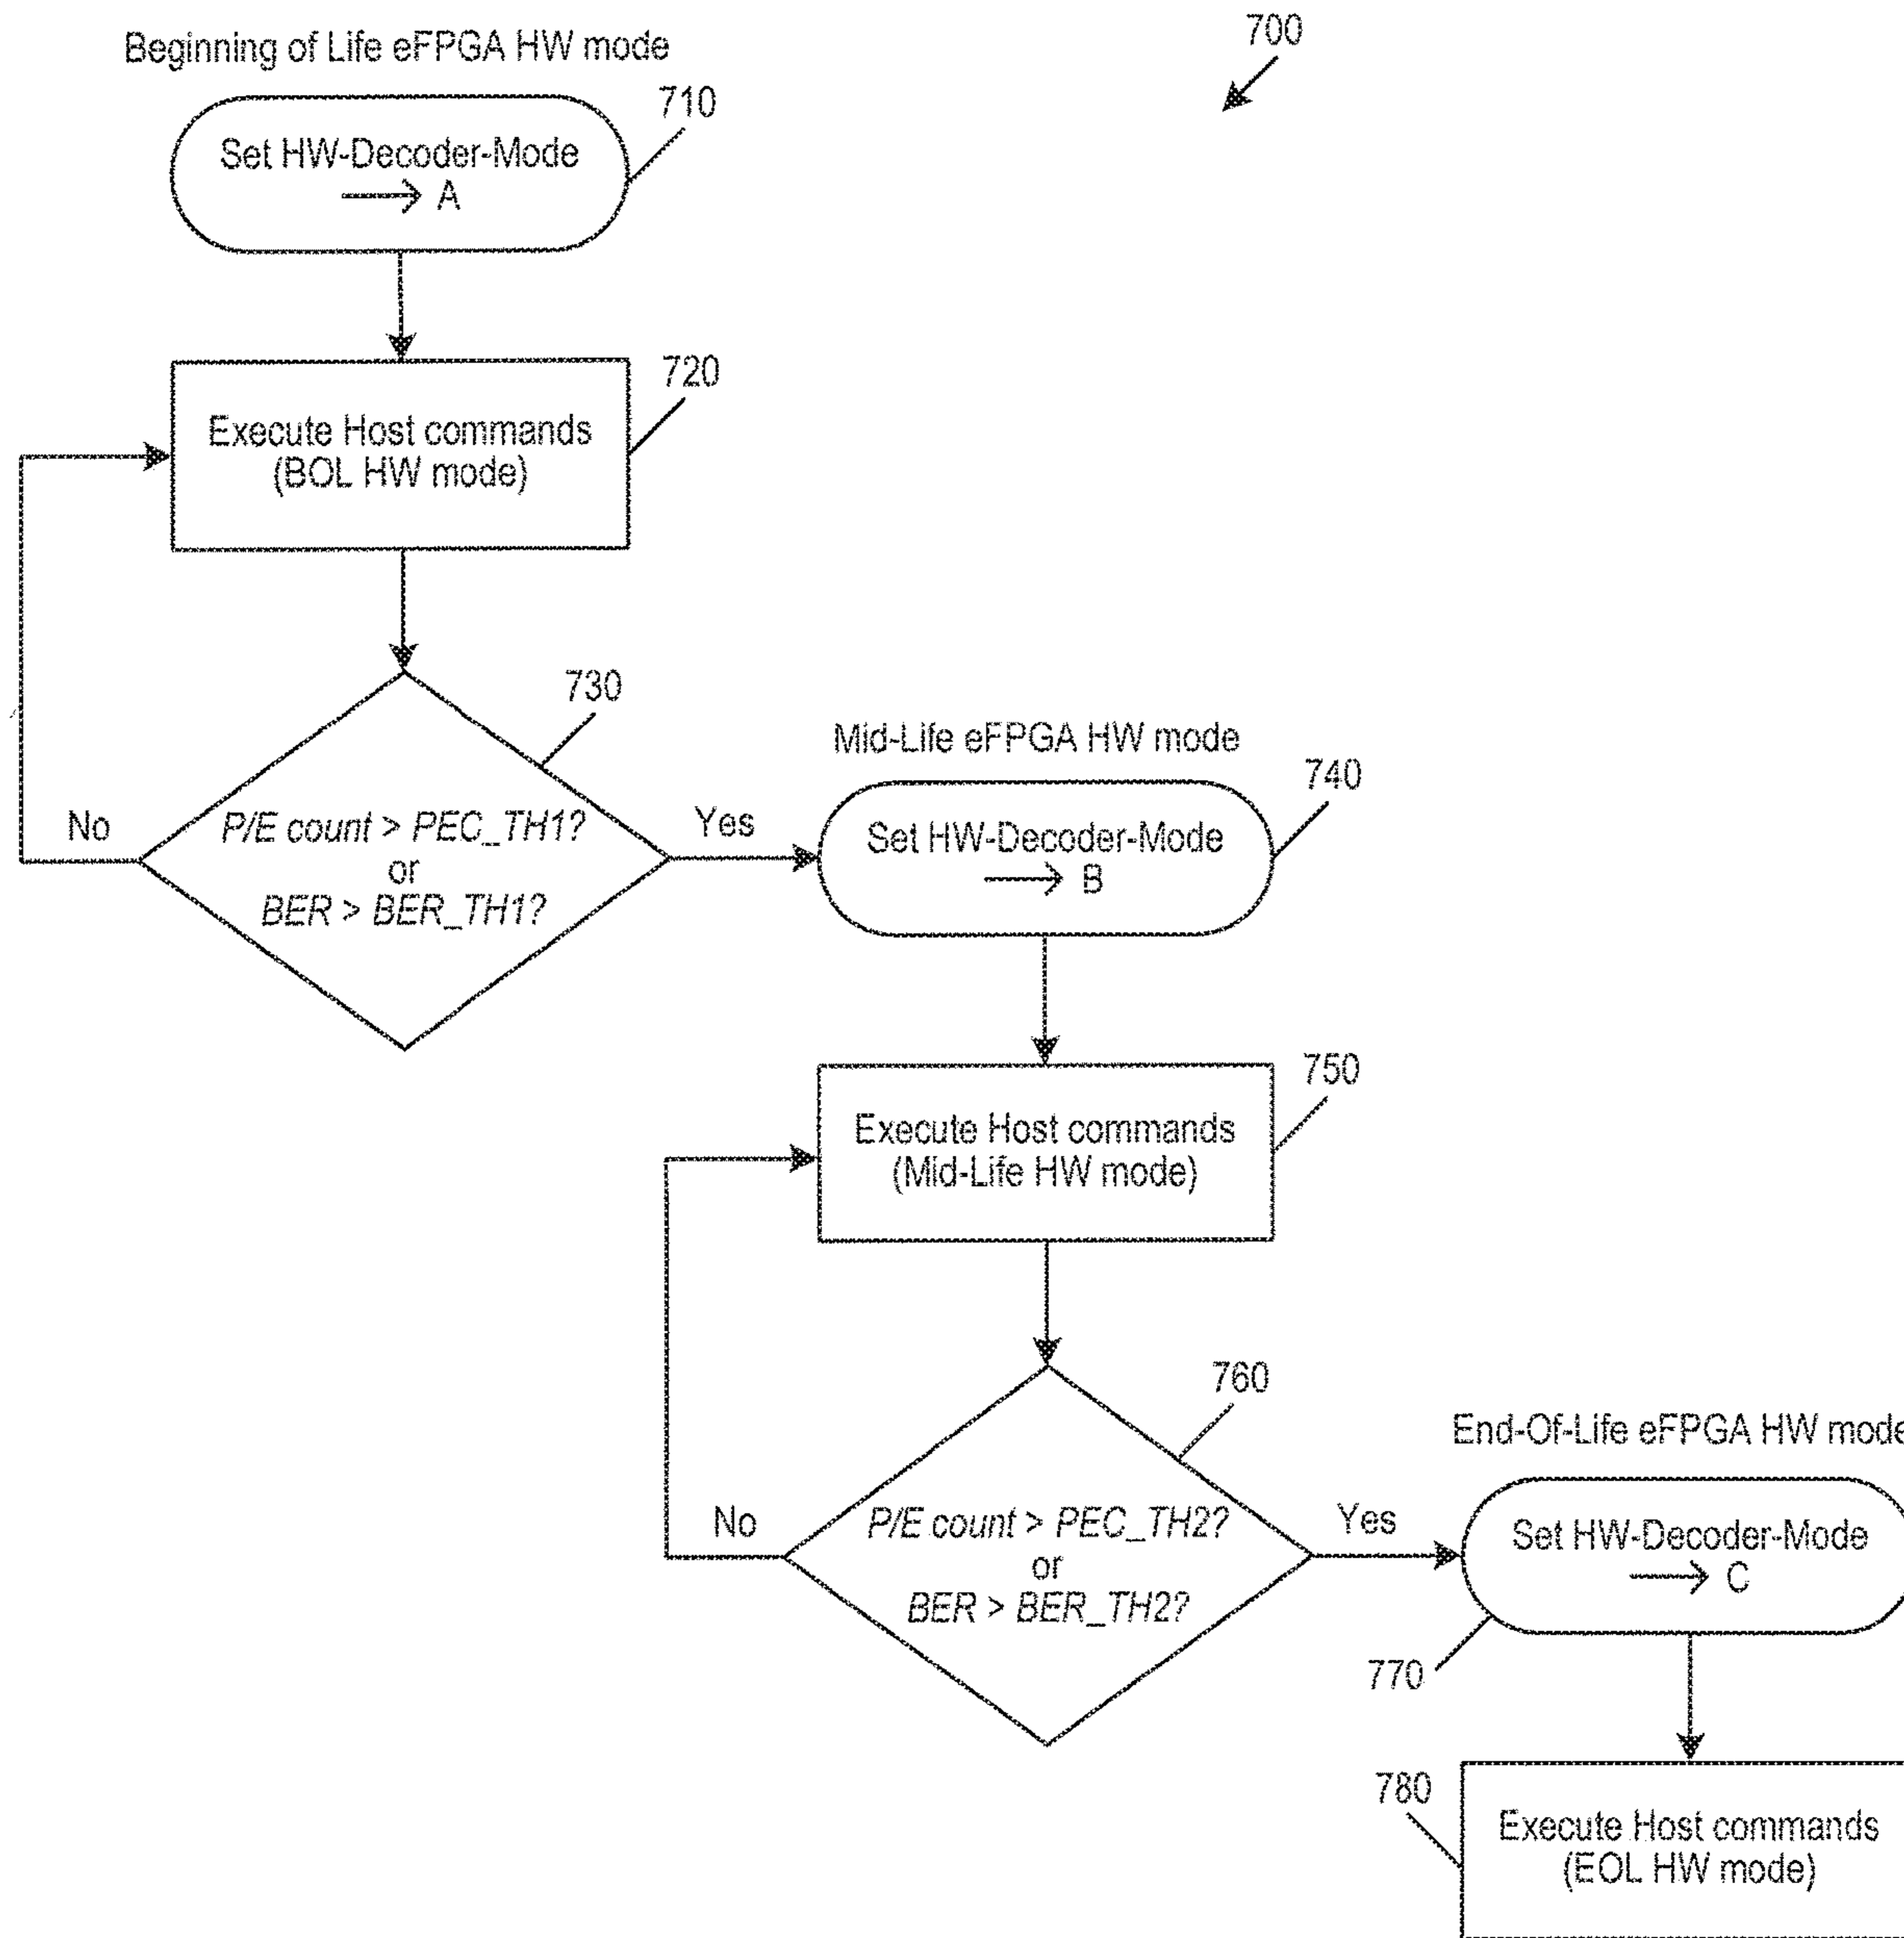 700
Beginning of Life eFPGA HW mode
710
Set HW-Decoder-Mode
→ A
720
Execute Host commands
(BOL HW mode)
730
P/E count > PEC_TH1?
or
BER > BER_TH1?
No
Yes
Mid-Life eFPGA HW mode
740
Set HW-Decoder-Mode
→ B
750
Execute Host commands
(Mid-Life HW mode)
760
P/E count > PEC_TH2?
or
BER > BER_TH2?
No
Yes
End-Of-Life eFPGA HW mode
Set HW-Decoder-Mode
→ C
770
780
Execute Host commands
(EOL HW mode)